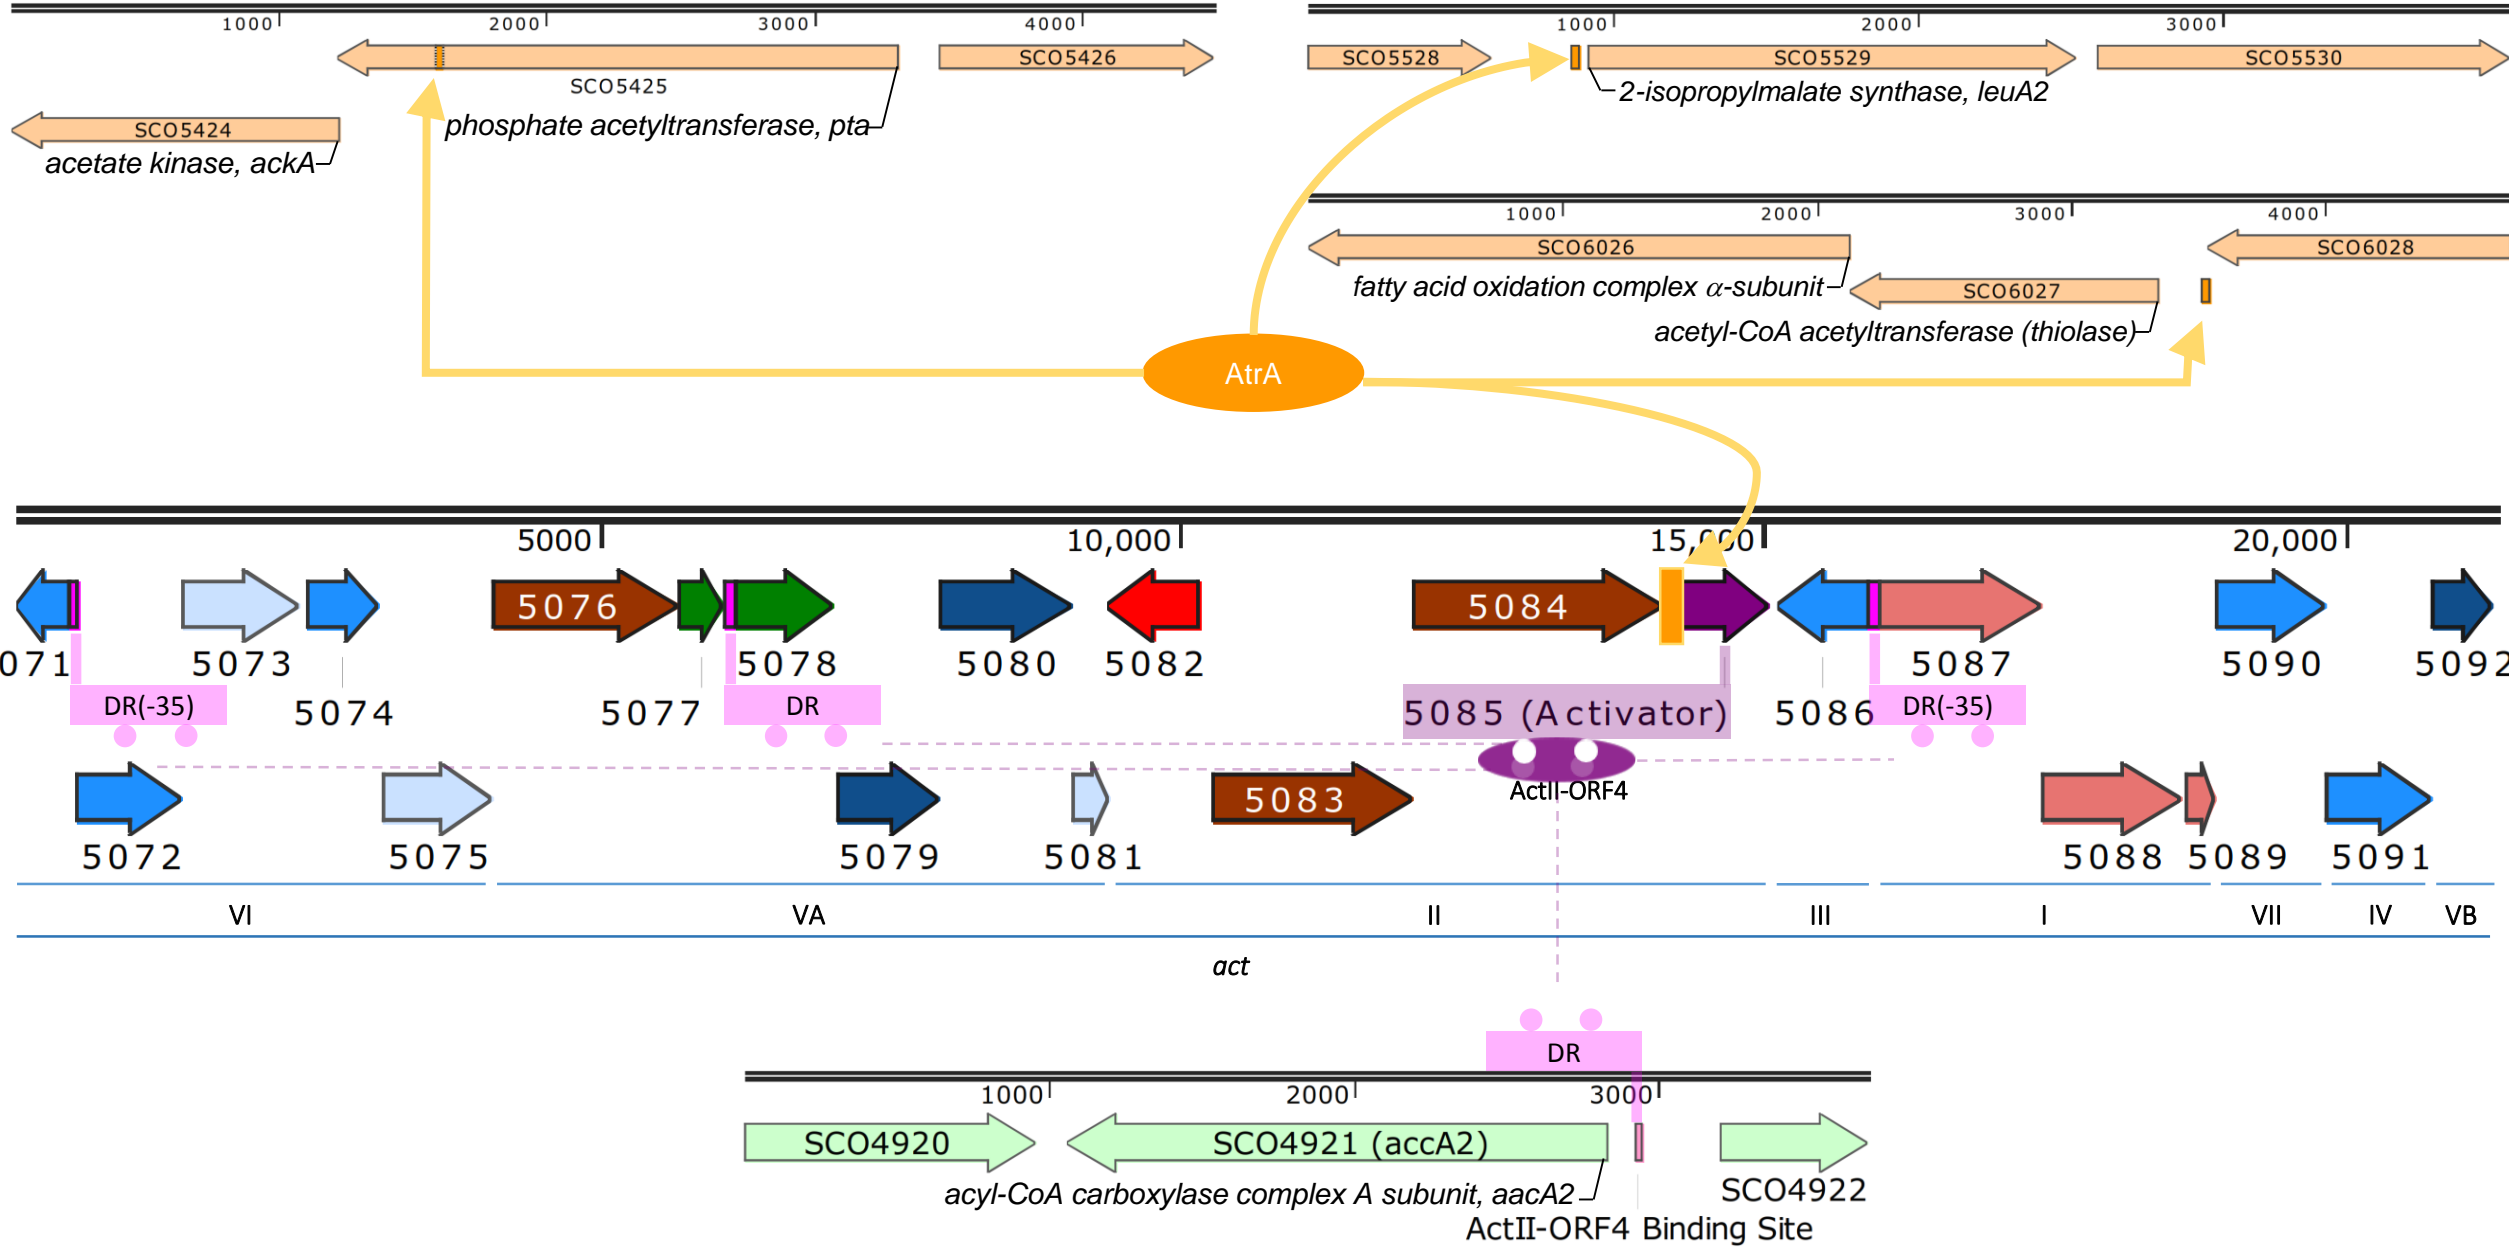 1000 2000 3000 4000
SCO5426
SCO5425
phosphate acetyltransferase, pta
SCO5424
acetate kinase, ackA
1000 2000 3000
SCO5528 SCO5529 SCO5530
2-isopropylmalate synthase, leuA2
1000 2000 3000 4000
SCO6026 SCO6028
fatty acid oxidation complex α-subunit
SCO6027
acetyl-CoA acetyltransferase (thiolase)
AtrA
5000 10,000 15,000 20,000
5076 5084
071 5073 5078 5080 5082 5087 5090 5092
DR(-35) 5074 5077 DR 5085 (Activator) 5086 DR(-35)
ActII-ORF4
5083
5072 5075 5079 5081 5088 5089 5091
VI VA II III I VII IV VB
act
DR
1000 2000 3000
SCO4920 SCO4921 (accA2)
acyl-CoA carboxylase complex A subunit, aacA2
SCO4922
ActII-ORF4 Binding Site